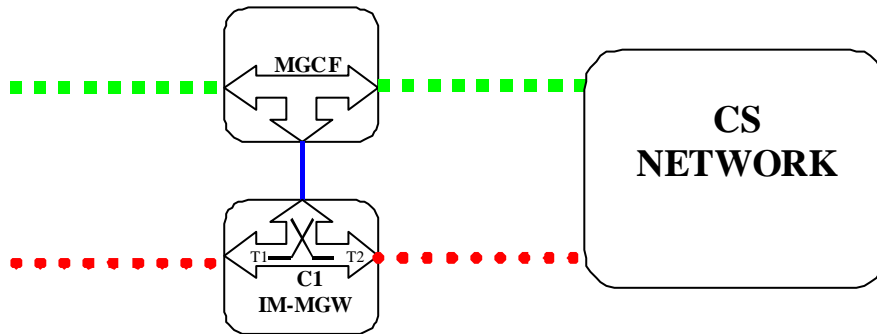 MGCF
CS
NETWORK
T1 T2
C1
IM-MGW